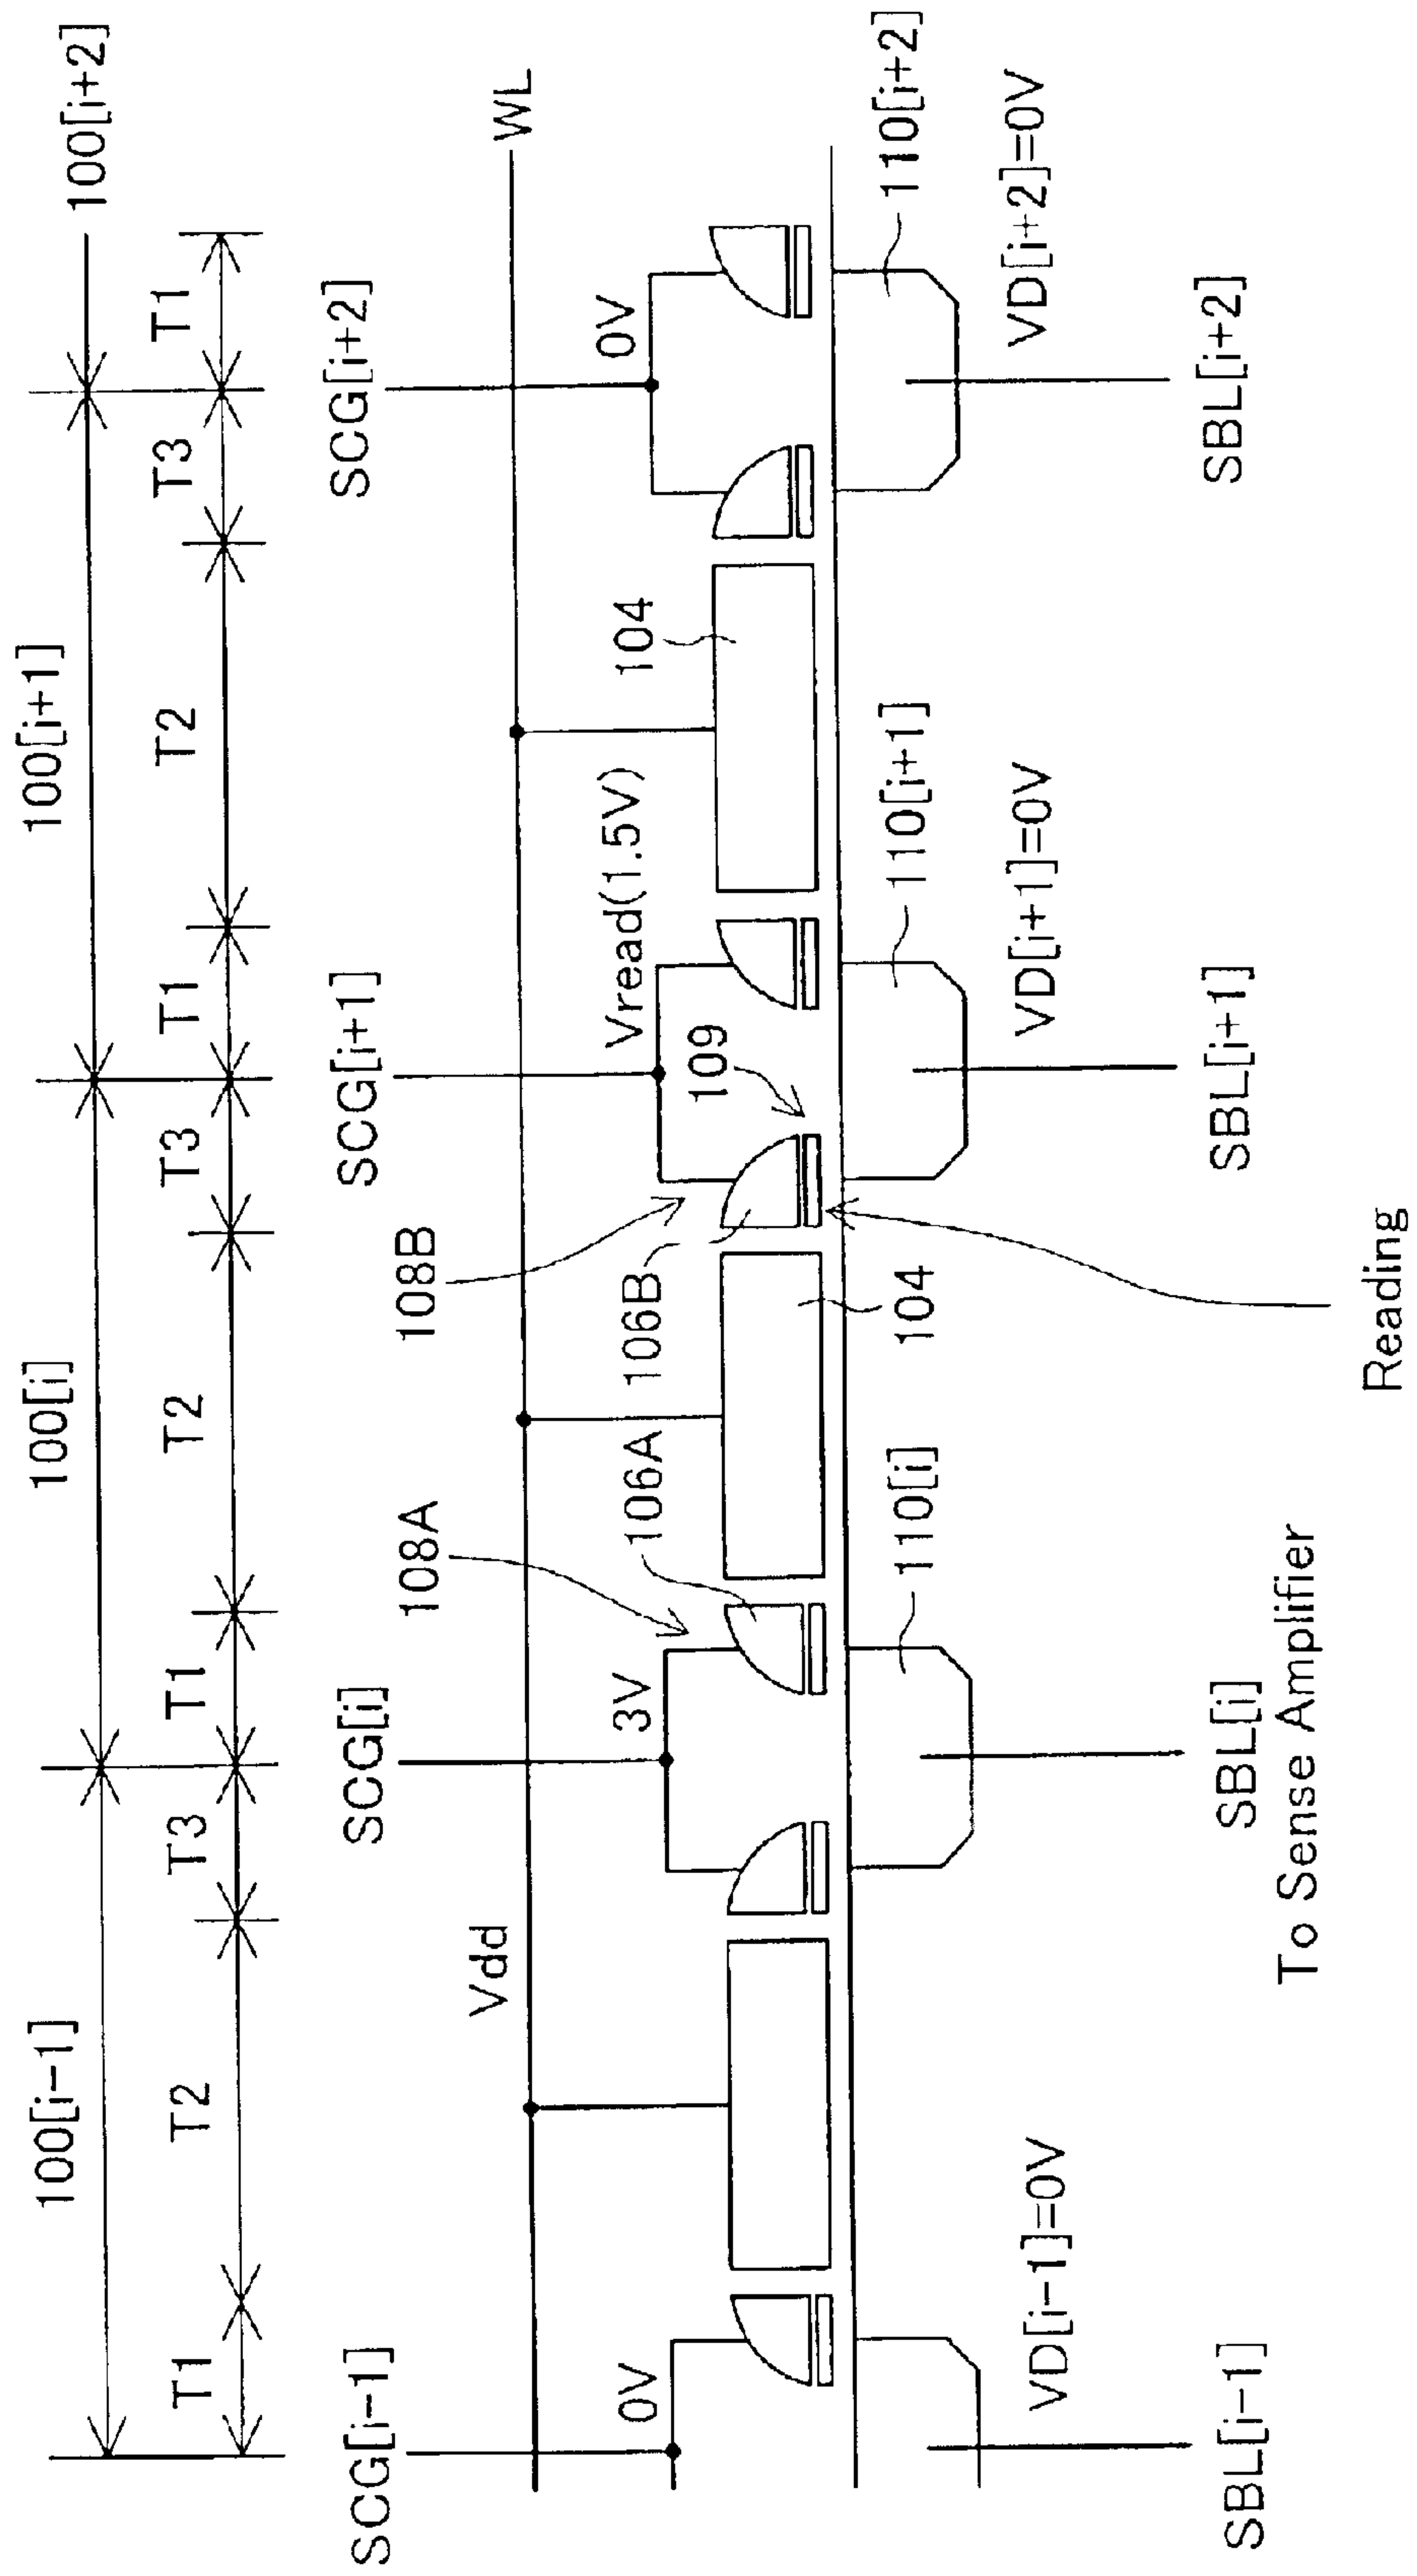 100[i-1] 100[i] 100[i+1] 100[i+2]
T1 T2 T3 T1 T2 T3 T1 T2 T3 T1
SCG[i-1] SCG[i] SCG[i+1] SCG[i+2]
108A 108B
Vdd WL
0V 3V 106A 106B Vread(1.5V) 104 0V
109
104
110[i] 110[i+1] 110[i+2]
VD[i-1]=0V VD[i+1]=0V VD[i+2]=0V
SBL[i-1] SBL[i] SBL[i+1] SBL[i+2]
To Sense Amplifier
Reading